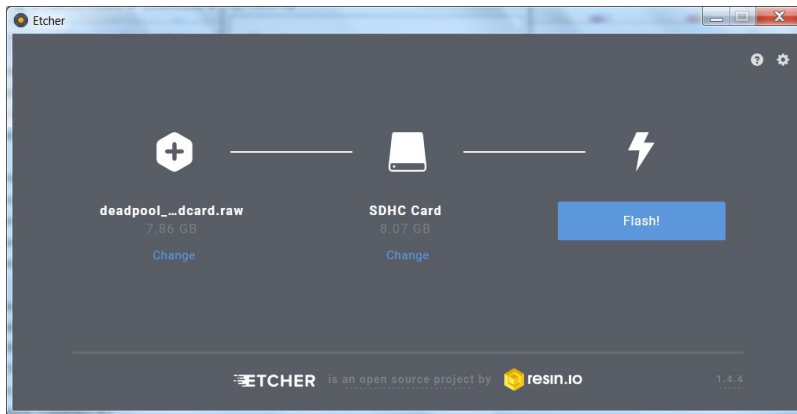 Etcher
deadpool_...dcard.raw
7.86 GB
Change
SDHC Card
8.07 GB
Change
Flash!
ETCHER is an open source project by resin.io
1.4.4